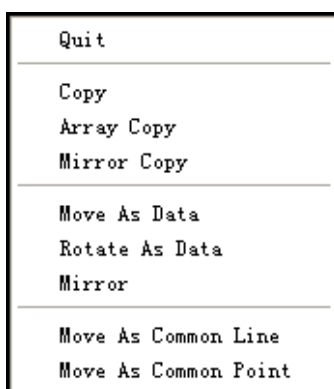 Quit
Copy
Array Copy
Mirror Copy
Move As Data
Rotate As Data
Mirror
Move As Common Line
Move As Common Point